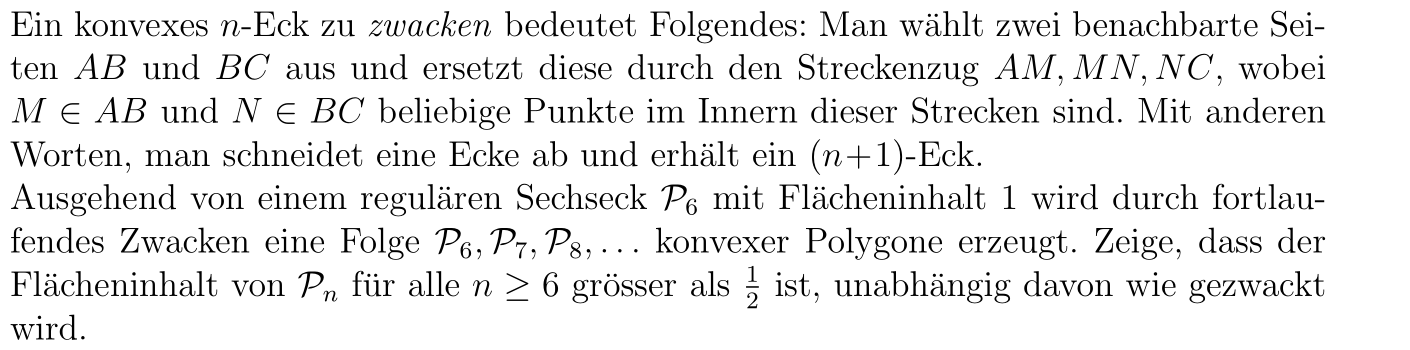 Ein konvexes n-Eck zu zwacken bedeutet Folgendes: Man wählt zwei benachbarte Sei-
ten AB und BC aus und ersetzt diese durch den Streckenzug AM, MN, NC, wobei
M ∈ AB und N ∈ BC beliebige Punkte im Innern dieser Strecken sind. Mit anderen
Worten, man schneidet eine Ecke ab und erhält ein (n+1)-Eck.
Ausgehend von einem regulären Sechseck P₆ mit Flächeninhalt 1 wird durch fortlau-
fendes Zwacken eine Folge P₆, P₇, P₈, . . . konvexer Polygone erzeugt. Zeige, dass der
Flächeninhalt von Pₙ für alle n ≥ 6 grösser als 1/2 ist, unabhängig davon wie gezwackt
wird.